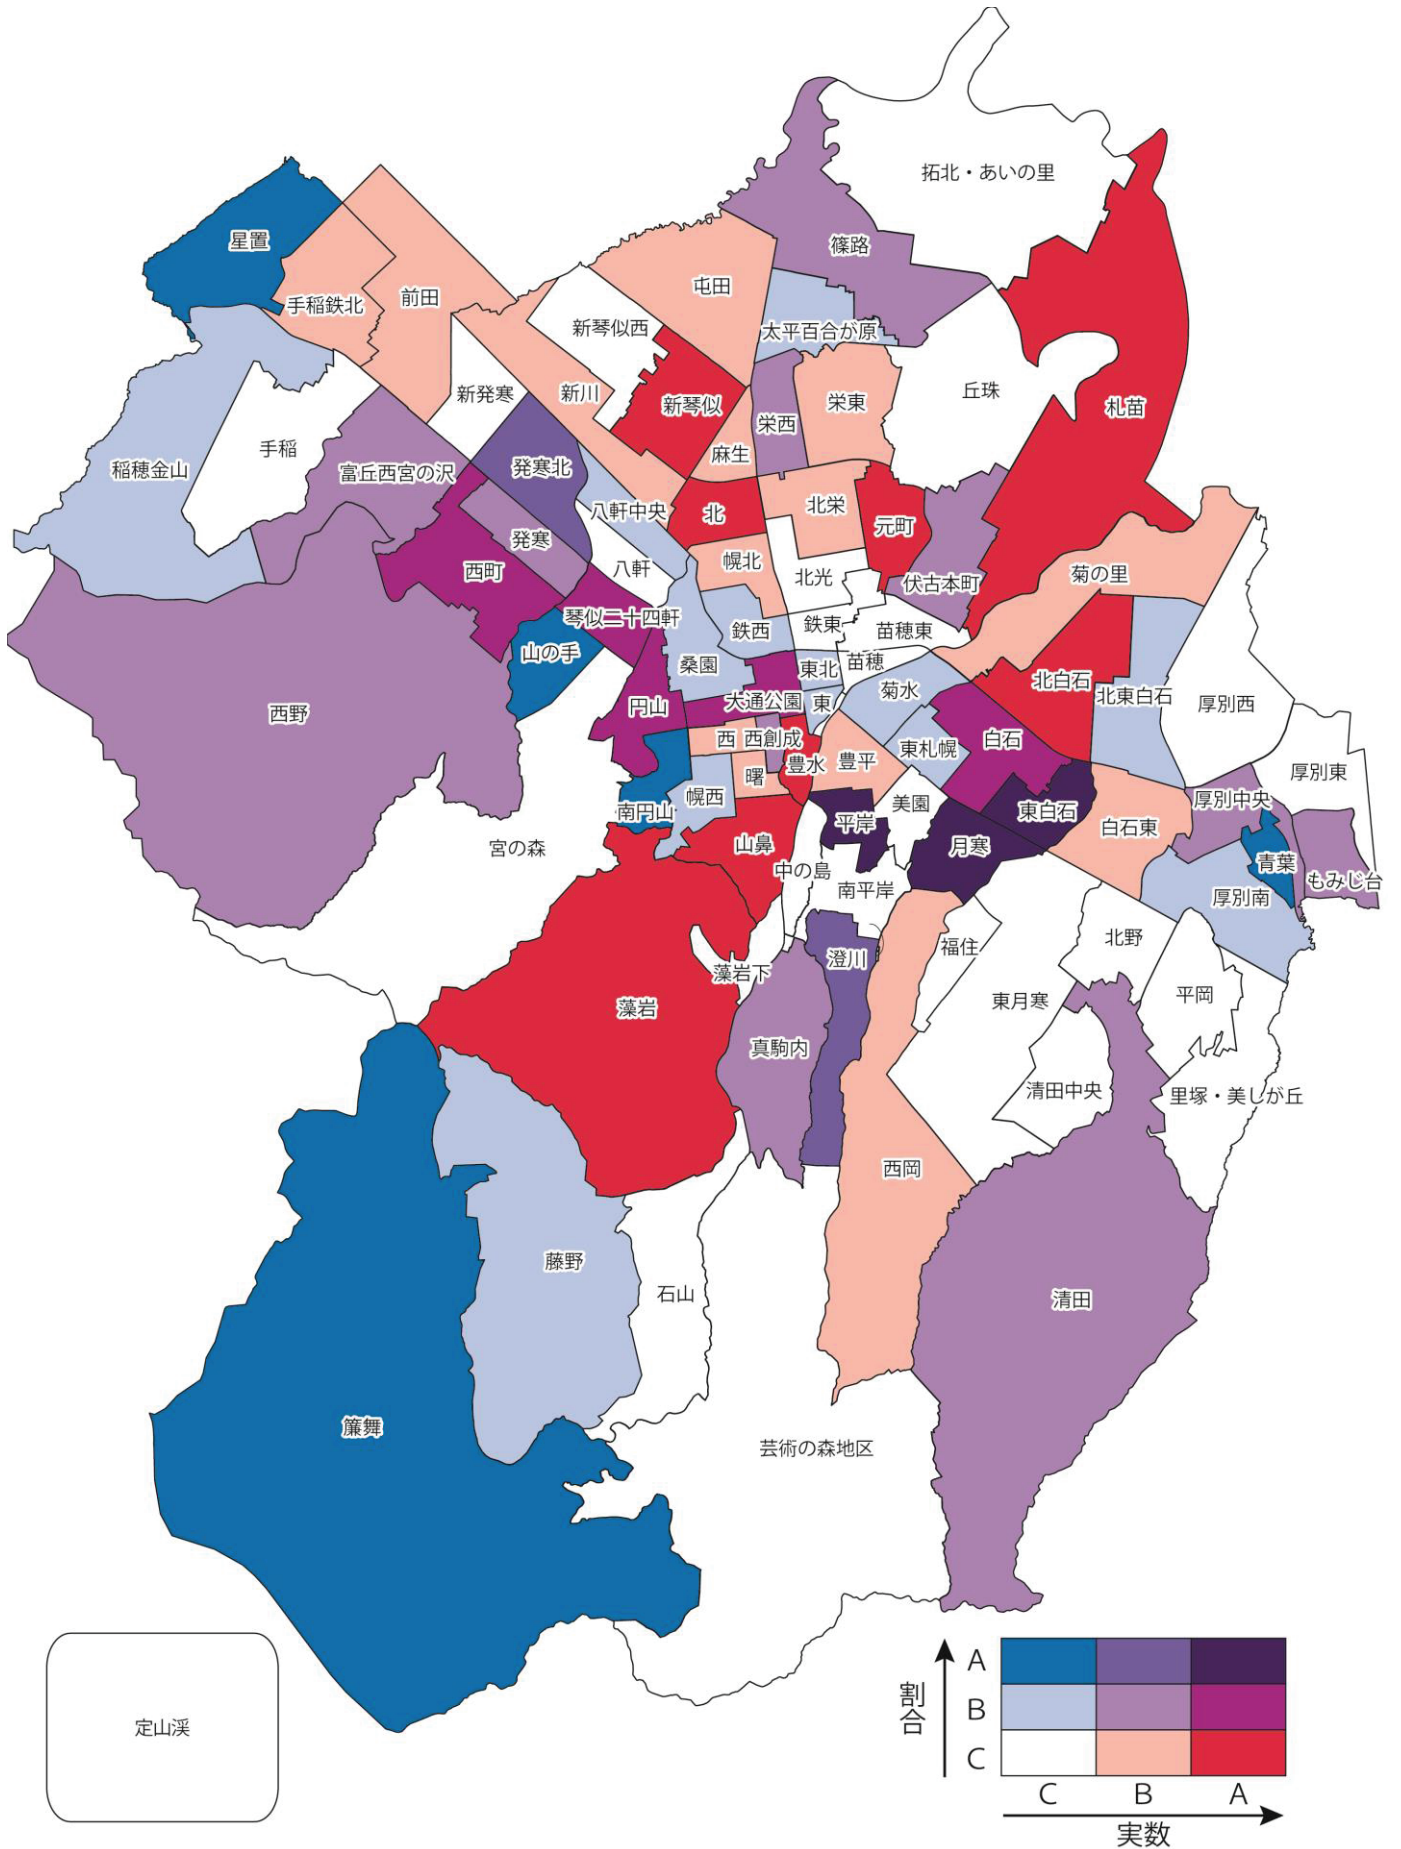 拓北・あいの里
星置
篠路
手稲鉄北
前田
屯田
新琴似西
太平百合が原
新発寒
新川
新琴似
栄西
栄東
丘珠
札苗
手稲
麻生
稲穂金山
富丘西宮の沢
発寒北
八軒中央
北
北栄
元町
発寒
西町
八軒
幌北
北光
伏古本町
菊の里
琴似二十四軒
鉄西
鉄東
苗穂東
山の手
桑園
東北
苗穂
菊水
北白石
北東白石
厚別西
西野
円山
大通公園
東
西
西創成
東札幌
白石
豊水
豊平
曙
厚別東
南円山
幌西
美園
東白石
厚別中央
平岸
白石東
宮の森
山鼻
月寒
中の島
南平岸
青葉
もみじ台
厚別南
福住
北野
澄川
藻岩下
東月寒
平岡
藻岩
真駒内
清田中央
里塚・美しが丘
西岡
藤野
石山
清田
簾舞
芸術の森地区
定山渓
割合
A
B
C
C B A
実数